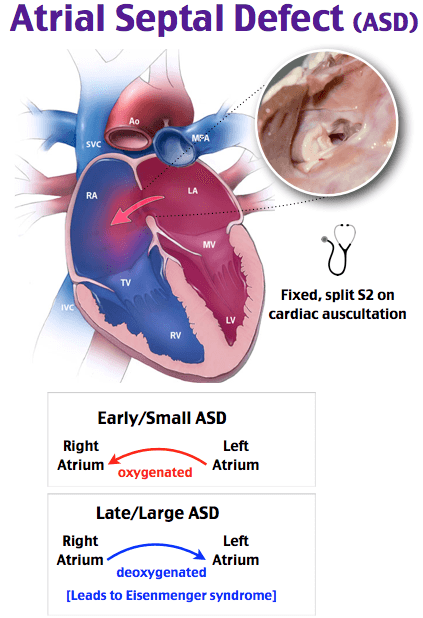 Atrial Septal Defect (ASD)
Ao
SVC
MPA
RA
LA
MV
TV
IVC
RV
LV
Fixed, split S2 on
cardiac auscultation
Early/Small ASD
Right
Atrium
Left
Atrium
oxygenated
Late/Large ASD
Right
Atrium
Left
Atrium
deoxygenated
[Leads to Eisenmenger syndrome]